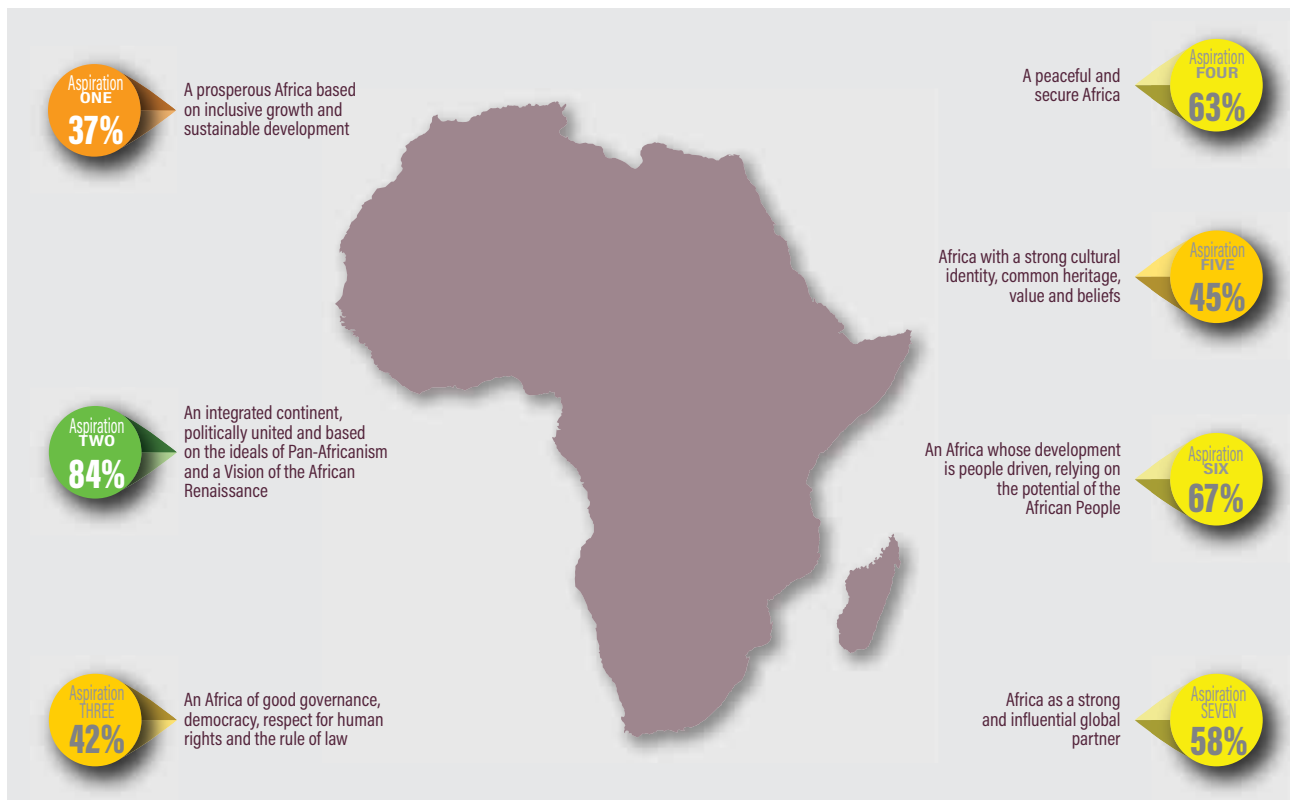 Aspiration
ONE
37%
A prosperous Africa based
on inclusive growth and
sustainable development
Aspiration
TWO
84%
An integrated continent,
politically united and based
on the ideals of Pan-Africanism
and a Vision of the African
Renaissance
Aspiration
THREE
42%
An Africa of good governance,
democracy, respect for human
rights and the rule of law
Aspiration
FOUR
63%
A peaceful and
secure Africa
Aspiration
FIVE
45%
Africa with a strong cultural
identity, common heritage,
value and beliefs
Aspiration
SIX
67%
An Africa whose development
is people driven, relying on
the potential of the
African People
Aspiration
SEVEN
58%
Africa as a strong
and influential global
partner